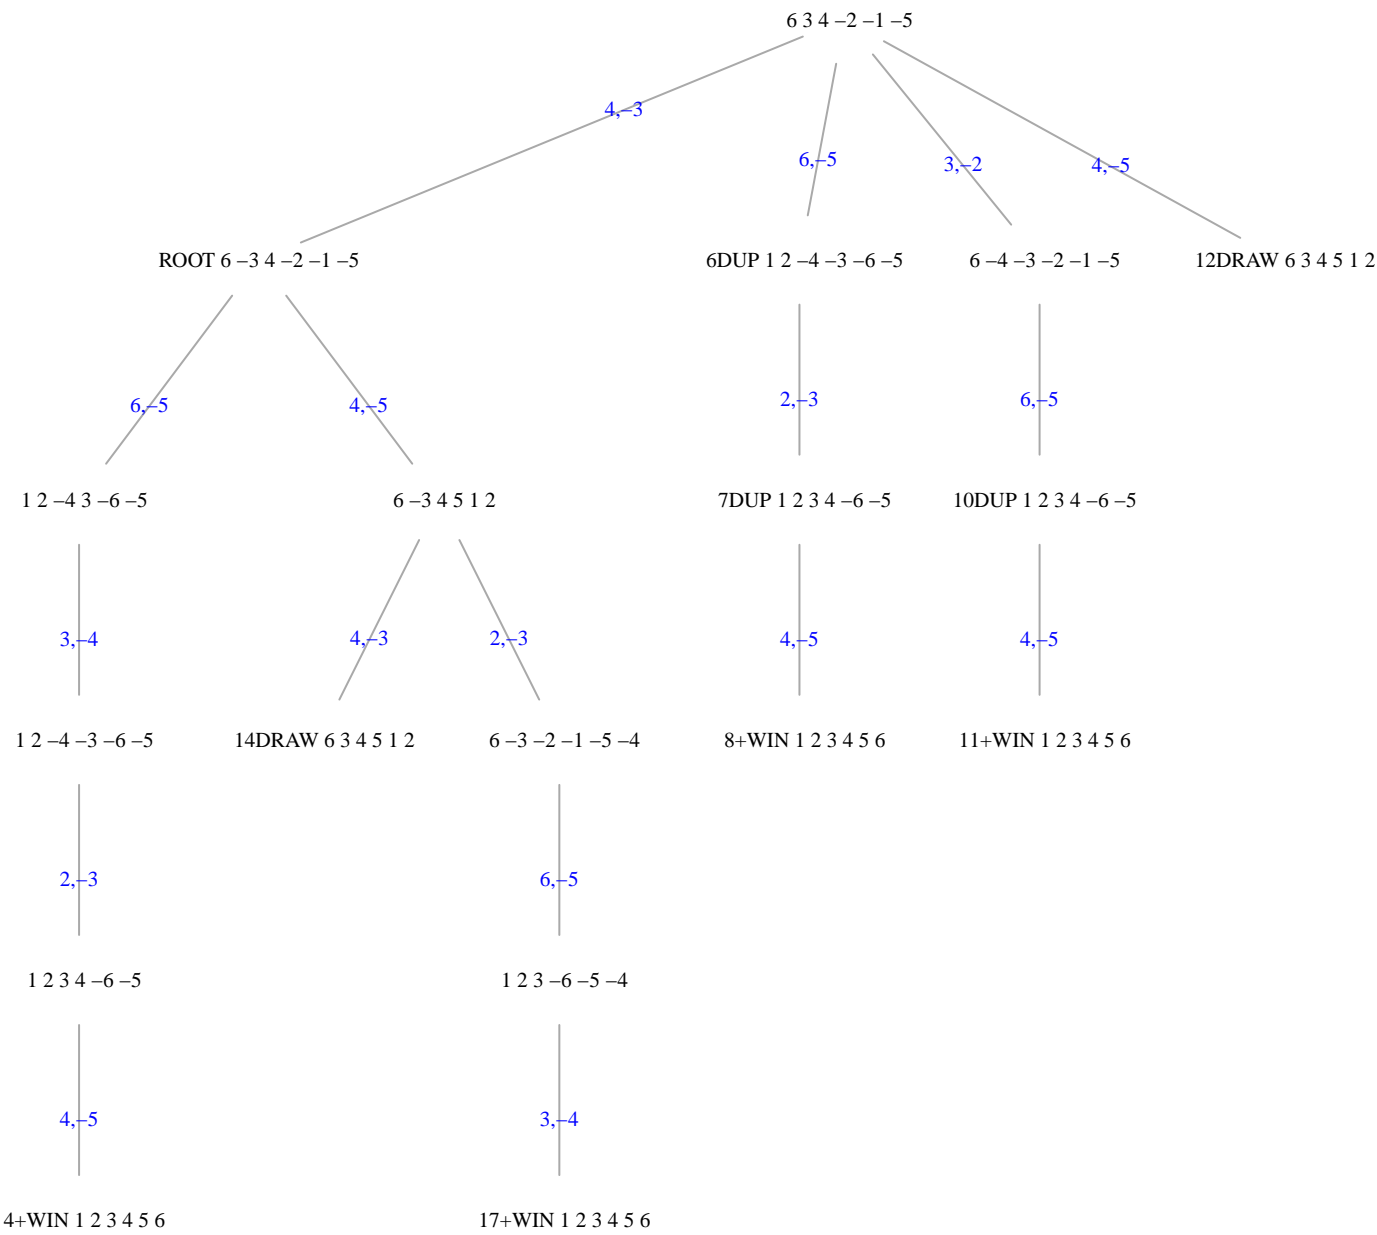 6 3 4 −2 −1 −5
4,−3
6,−5
3,−2
4,−5
ROOT 6 −3 4 −2 −1 −5
6DUP 1 2 −4 −3 −6 −5
6 −4 −3 −2 −1 −5
12DRAW 6 3 4 5 1 2
6,−5
4,−5
2,−3
6,−5
1 2 −4 3 −6 −5
6 −3 4 5 1 2
7DUP 1 2 3 4 −6 −5
10DUP 1 2 3 4 −6 −5
3,−4
4,−3
2,−3
4,−5
4,−5
1 2 −4 −3 −6 −5
14DRAW 6 3 4 5 1 2
6 −3 −2 −1 −5 −4
8+WIN 1 2 3 4 5 6
11+WIN 1 2 3 4 5 6
2,−3
6,−5
1 2 3 4 −6 −5
1 2 3 −6 −5 −4
4,−5
3,−4
4+WIN 1 2 3 4 5 6
17+WIN 1 2 3 4 5 6